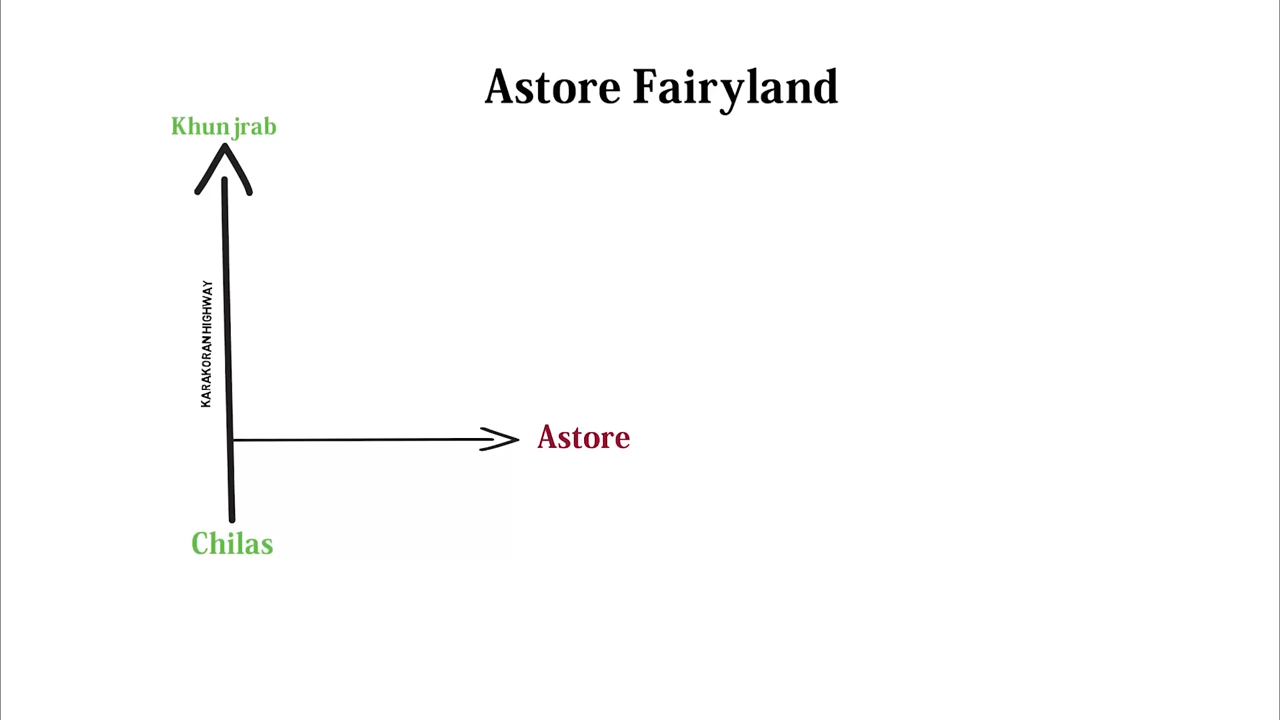 Astore Fairyland
Khunjrab
KARAKORAN HIGHWAY
Astore
Chilas